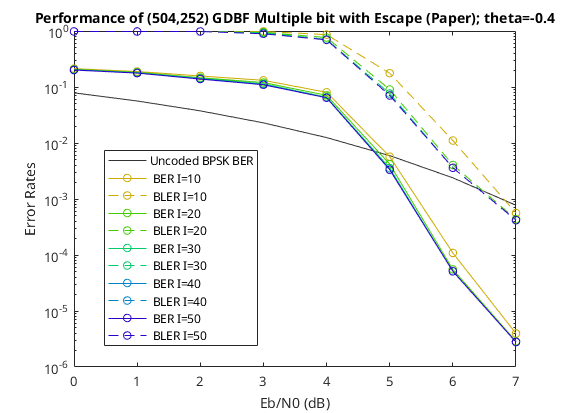 Performance of (504,252) GDBF Multiple bit with Escape (Paper); theta=-0.4
10^0
10^-1
10^-2
10^-3
10^-4
10^-5
10^-6
Error Rates
Uncoded BPSK BER
BER I=10
BLER I=10
BER I=20
BLER I=20
BER I=30
BLER I=30
BER I=40
BLER I=40
BER I=50
BLER I=50
0 1 2 3 4 5 6 7
Eb/N0 (dB)